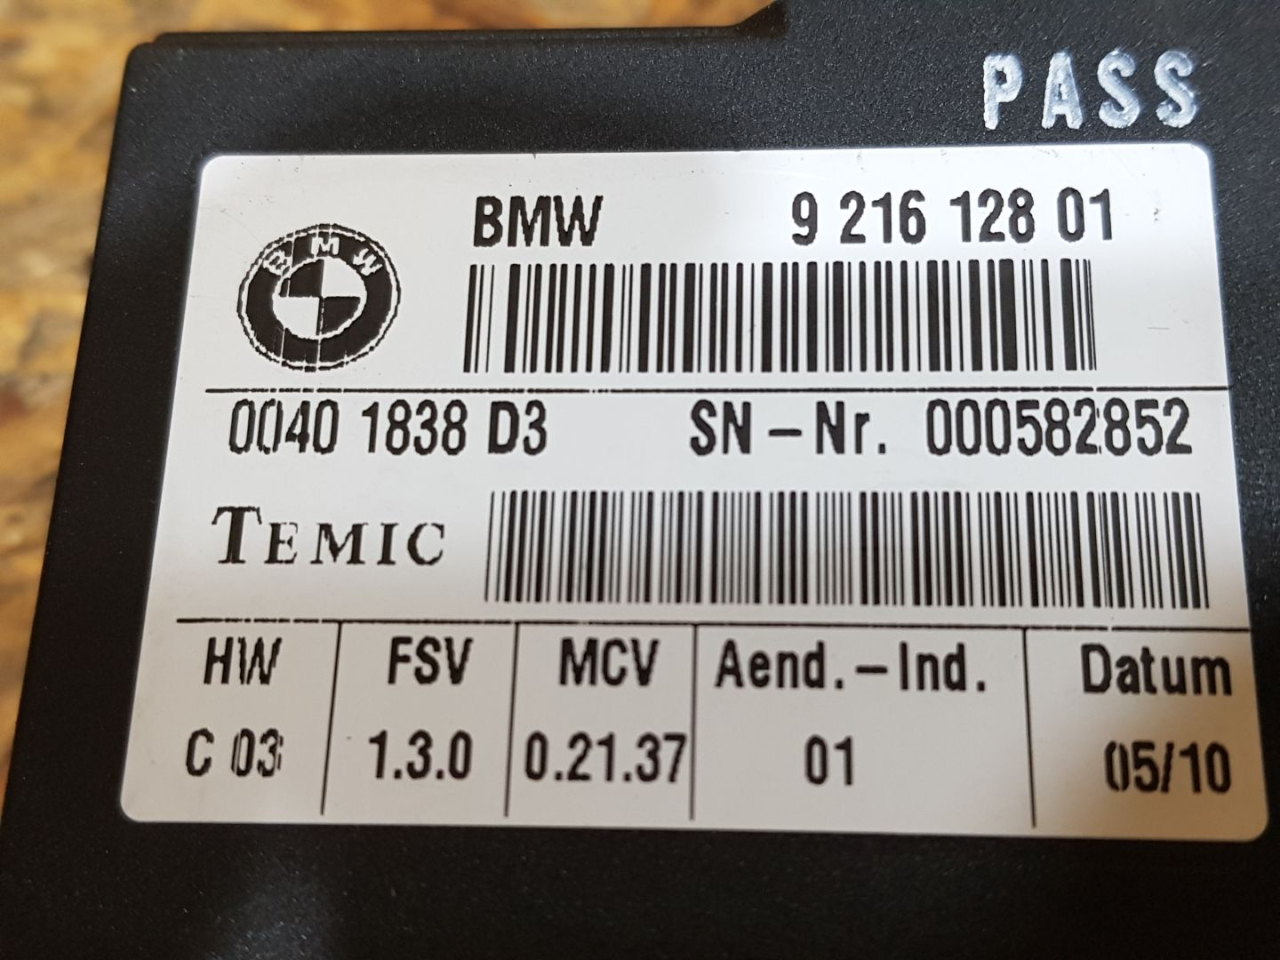 PASS
BMW 9 216 128 01
BMW
0040 1838 D3 SN-Nr. 000582852
TEMIC
HW FSV MCV Aend.-Ind. Datum
C 03 1.3.0 0.21.37 01 05/10